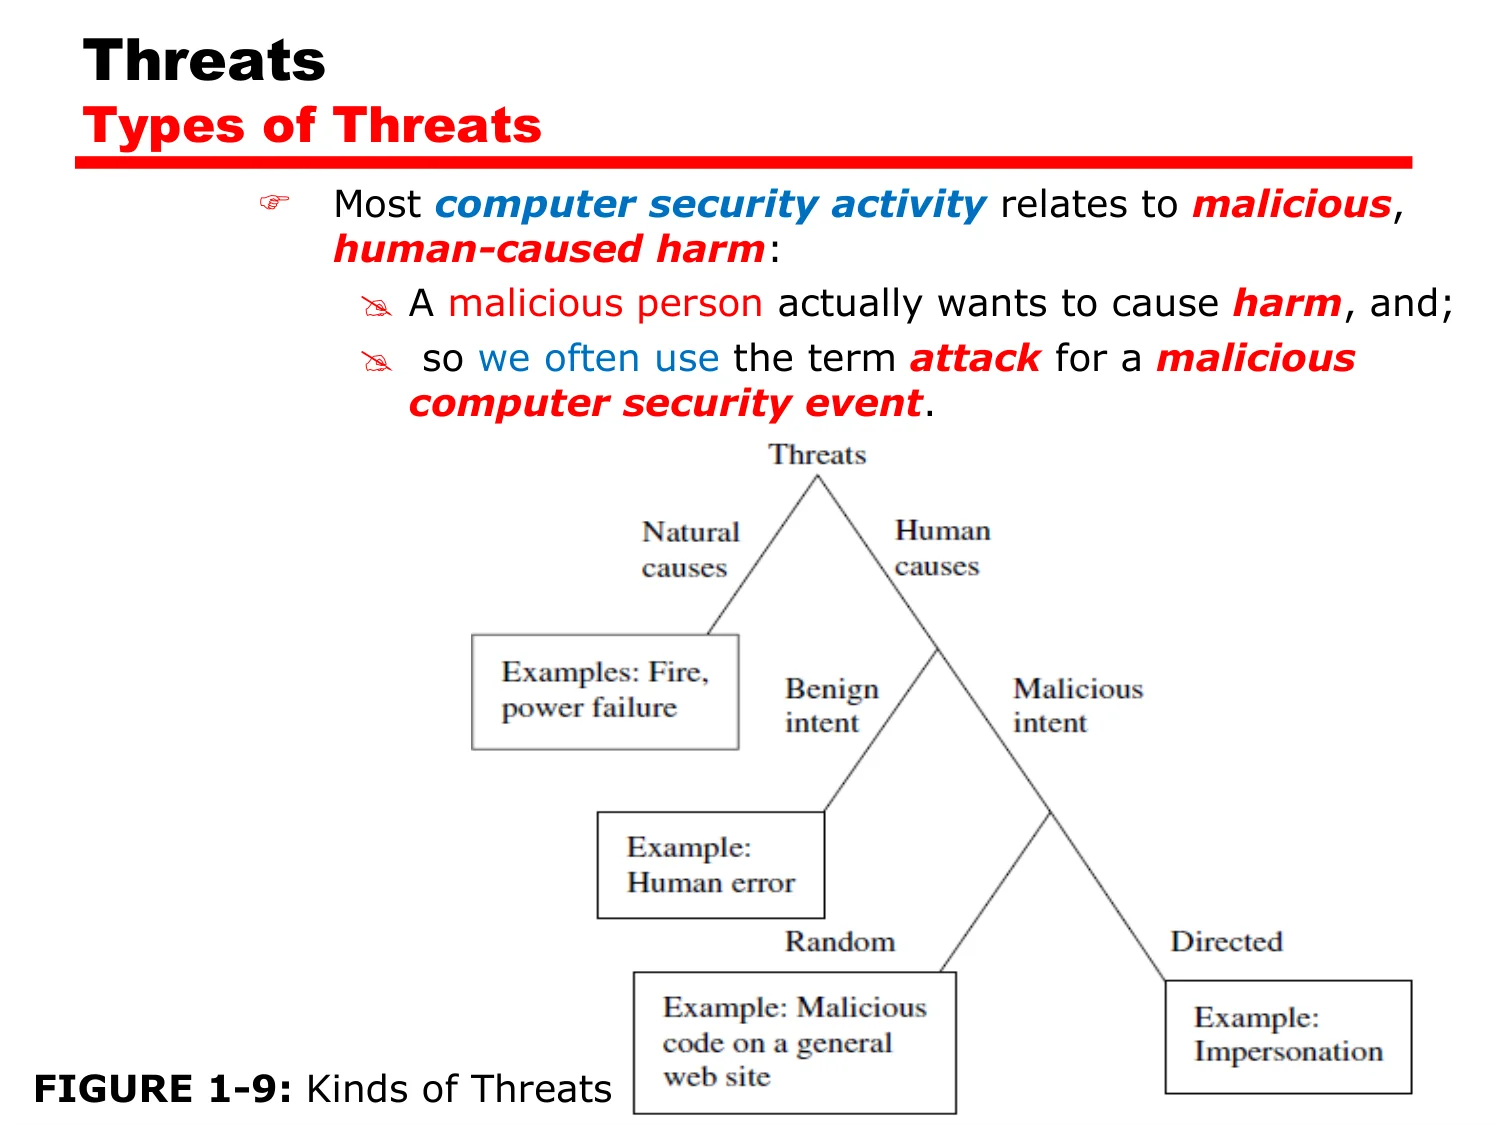 Threats
Types of Threats
Most computer security activity relates to malicious,
human-caused harm:
A malicious person actually wants to cause harm, and;
so we often use the term attack for a malicious
computer security event.
Threats
Natural
causes
Human
causes
Examples: Fire,
power failure
Benign
intent
Malicious
intent
Example:
Human error
Random
Directed
Example: Malicious
code on a general
web site
Example:
Impersonation
FIGURE 1-9: Kinds of Threats